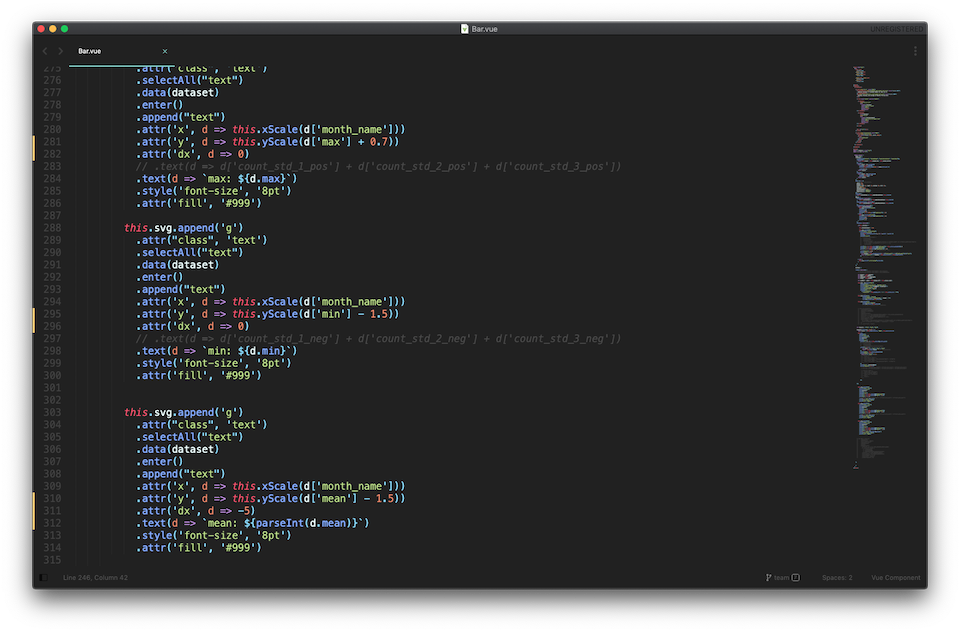 Bar.vue
UNREGISTERED
Bar.vue ×
275 .attr("class", 'text')
276 .selectAll("text")
277 .data(dataset)
278 .enter()
279 .append("text")
280 .attr('x', d => this.xScale(d['month_name']))
281 .attr('y', d => this.yScale(d['max'] + 0.7))
282 .attr('dx', d => 0)
283 // .text(d => d['count_std_1_pos'] + d['count_std_2_pos'] + d['count_std_3_pos'])
284 .text(d => `max: ${d.max}`)
285 .style('font-size', '8pt')
286 .attr('fill', '#999')
287
288 this.svg.append('g')
289 .attr("class", 'text')
290 .selectAll("text")
291 .data(dataset)
292 .enter()
293 .append("text")
294 .attr('x', d => this.xScale(d['month_name']))
295 .attr('y', d => this.yScale(d['min'] - 1.5))
296 .attr('dx', d => 0)
297 // .text(d => d['count_std_1_neg'] + d['count_std_2_neg'] + d['count_std_3_neg'])
298 .text(d => `min: ${d.min}`)
299 .style('font-size', '8pt')
300 .attr('fill', '#999')
301
302
303 this.svg.append('g')
304 .attr("class", 'text')
305 .selectAll("text")
306 .data(dataset)
307 .enter()
308 .append("text")
309 .attr('x', d => this.xScale(d['month_name']))
310 .attr('y', d => this.yScale(d['mean'] - 1.5))
311 .attr('dx', d => -5)
312 .text(d => `mean: ${parseInt(d.mean)}`)
313 .style('font-size', '8pt')
314 .attr('fill', '#999')
315
Line 246, Column 42
team
Spaces: 2
Vue Component